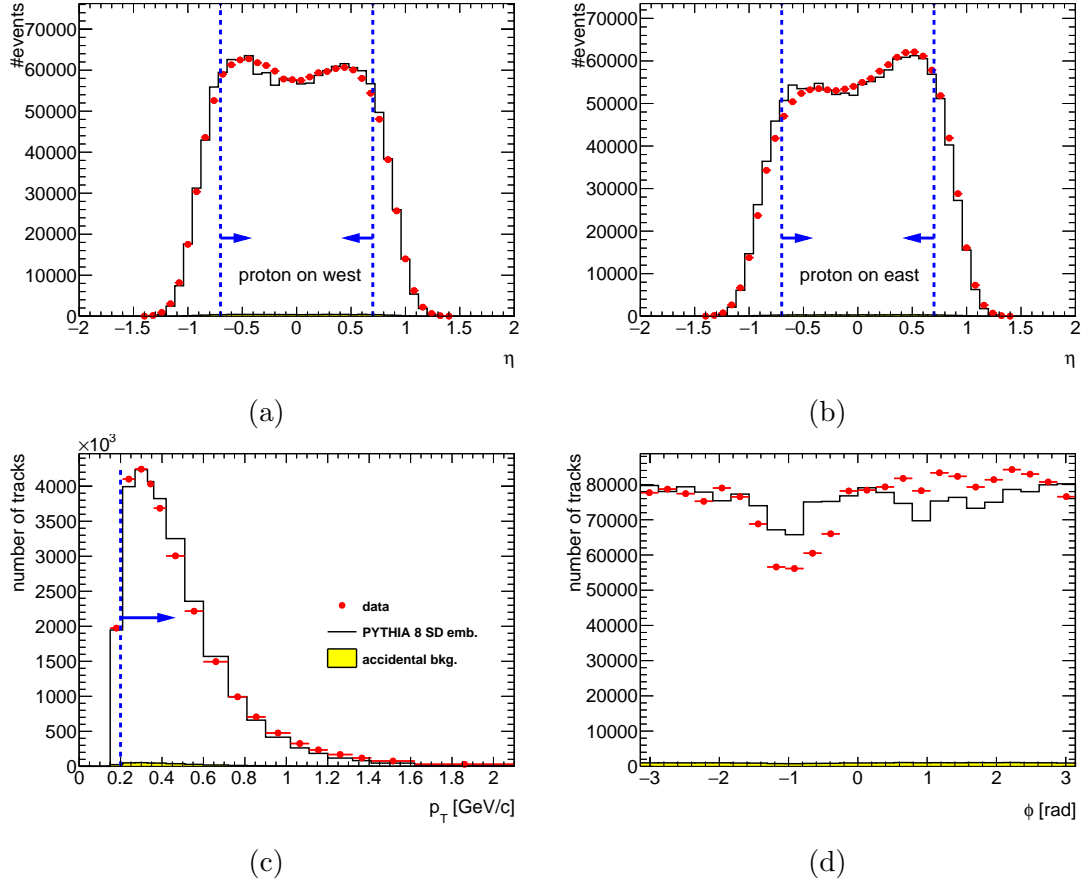 #events
70000
60000
50000
40000
30000
20000
10000
0
proton on west
−2 −1.5 −1 −0.5 0 0.5 1 1.5 2
η
(a)
#events
70000
60000
50000
40000
30000
20000
10000
0
proton on east
−2 −1.5 −1 −0.5 0 0.5 1 1.5 2
η
(b)
×10³
number of tracks
4000
3500
3000
2500
2000
1500
1000
500
0
data
PYTHIA 8 SD emb.
accidental bkg.
0 0.2 0.4 0.6 0.8 1 1.2 1.4 1.6 1.8 2
p_T [GeV/c]
(c)
number of tracks
80000
70000
60000
50000
40000
30000
20000
10000
0
−3 −2 −1 0 1 2 3
ϕ [rad]
(d)